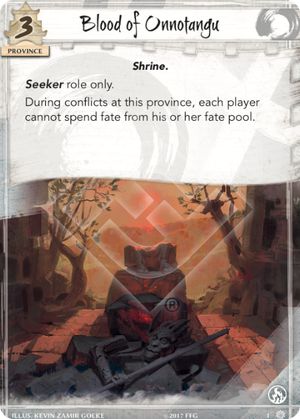 Blood of Onnotangu
3
PROVINCE
Shrine.
Seeker role only.
During conflicts at this province, each player
cannot spend fate from his or her fate pool.
®
ILLUS. KEVIN ZAMIR GOEKE
©2017 FFG
1